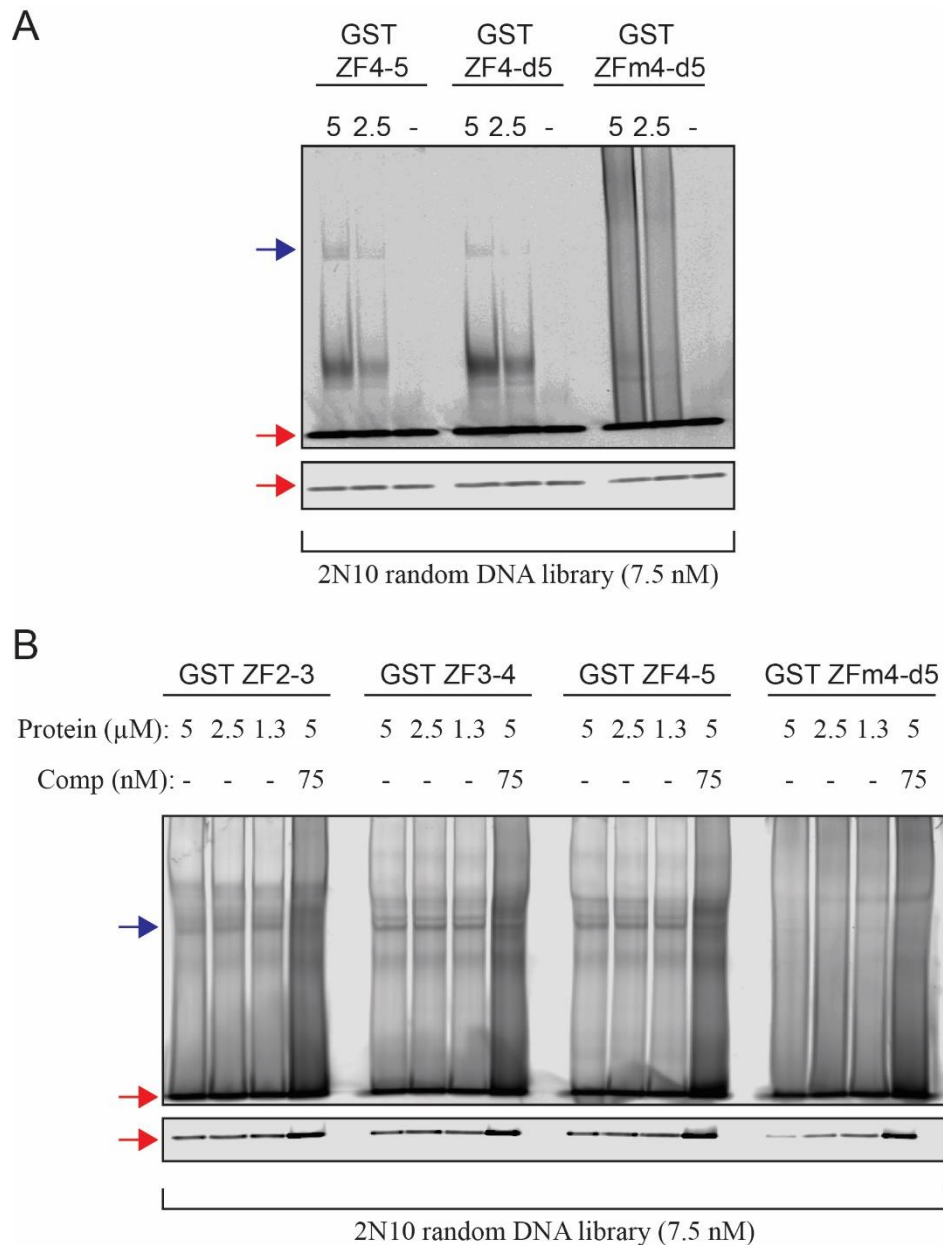 A
GST GST GST
ZF4-5 ZF4-d5 ZFm4-d5
5 2.5 - 5 2.5 - 5 2.5 -
2N10 random DNA library (7.5 nM)
B
GST ZF2-3 GST ZF3-4 GST ZF4-5 GST ZFm4-d5
Protein (µM): 5 2.5 1.3 5 5 2.5 1.3 5 5 2.5 1.3 5 5 2.5 1.3 5
Comp (nM): - - - 75 - - - 75 - - - 75 - - - 75
2N10 random DNA library (7.5 nM)